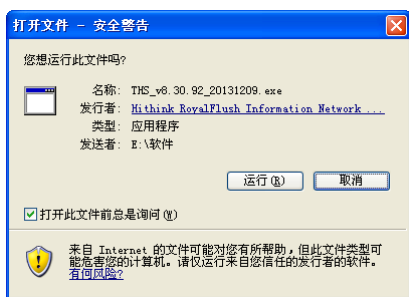 打开文件 - 安全警告
您想运行此文件吗?
名称: THS_v8.30.92_20131209.exe
发行者: Hithink RoyalFlush Information Network ...
类型: 应用程序
发送者: E:\软件
运行(R) 取消
打开此文件前总是询问(W)
来自 Internet 的文件可能对您有所帮助，但此文件类型可
能危害您的计算机。请仅运行来自您信任的发行者的软件。
有何风险?